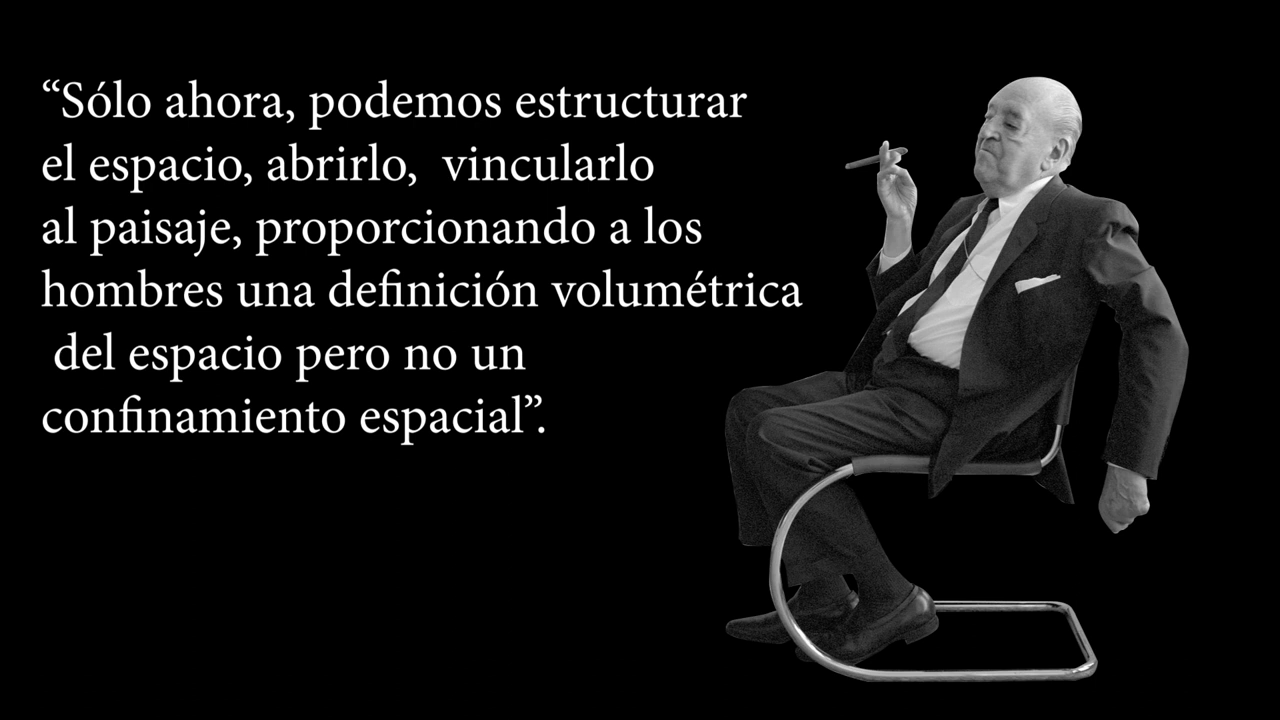 “Sólo ahora, podemos estructurar
el espacio, abrirlo,  vincularlo
al paisaje, proporcionando a los
hombres una definición volumétrica
del espacio pero no un
confinamiento espacial”.